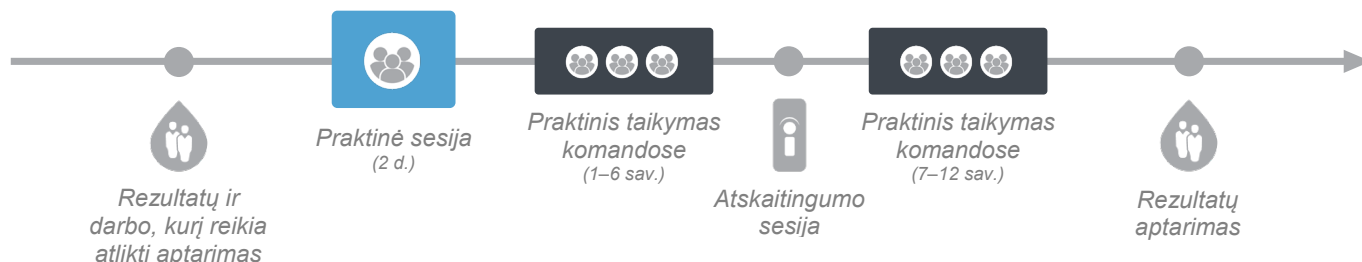 Rezultatų ir
darbo, kurį reikia
atlikti aptarimas
Praktinė sesija
(2 d.)
Praktinis taikymas
komandose
(1–6 sav.)
Atskaitingumo
sesija
Praktinis taikymas
komandose
(7–12 sav.)
Rezultatų
aptarimas